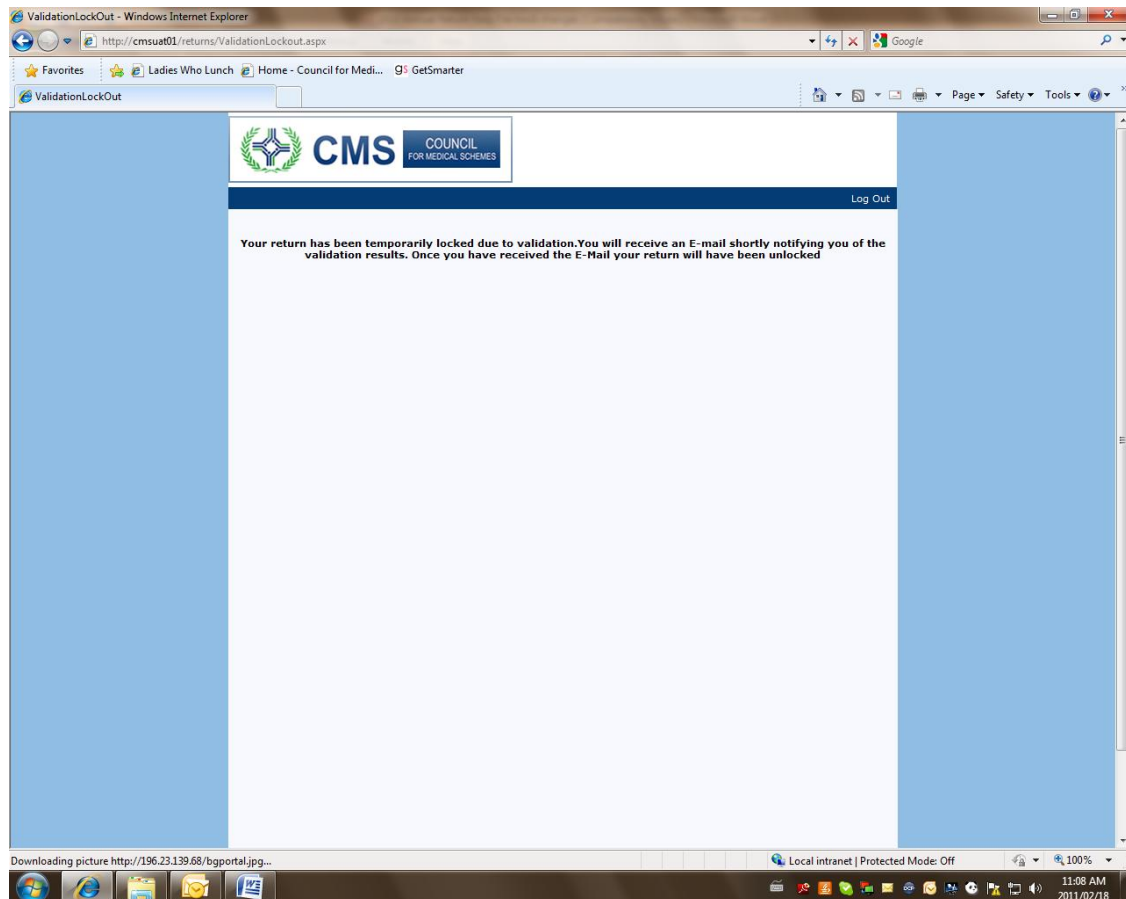 ValidationLockOut - Windows Internet Explorer
http://cmsuat01/returns/ValidationLockout.aspx
Google
Favorites Ladies Who Lunch Home - Council for Medi... gs GetSmarter
ValidationLockOut
Page Safety Tools
CMS COUNCIL
FOR MEDICAL SCHEMES
Log Out
Your return has been temporarily locked due to validation.You will receive an E-mail shortly notifying you of the
validation results. Once you have received the E-Mail your return will have been unlocked
Downloading picture http://196.23.139.68/bgportal.jpg...
Local intranet | Protected Mode: Off
100%
11:08 AM
2011/02/18